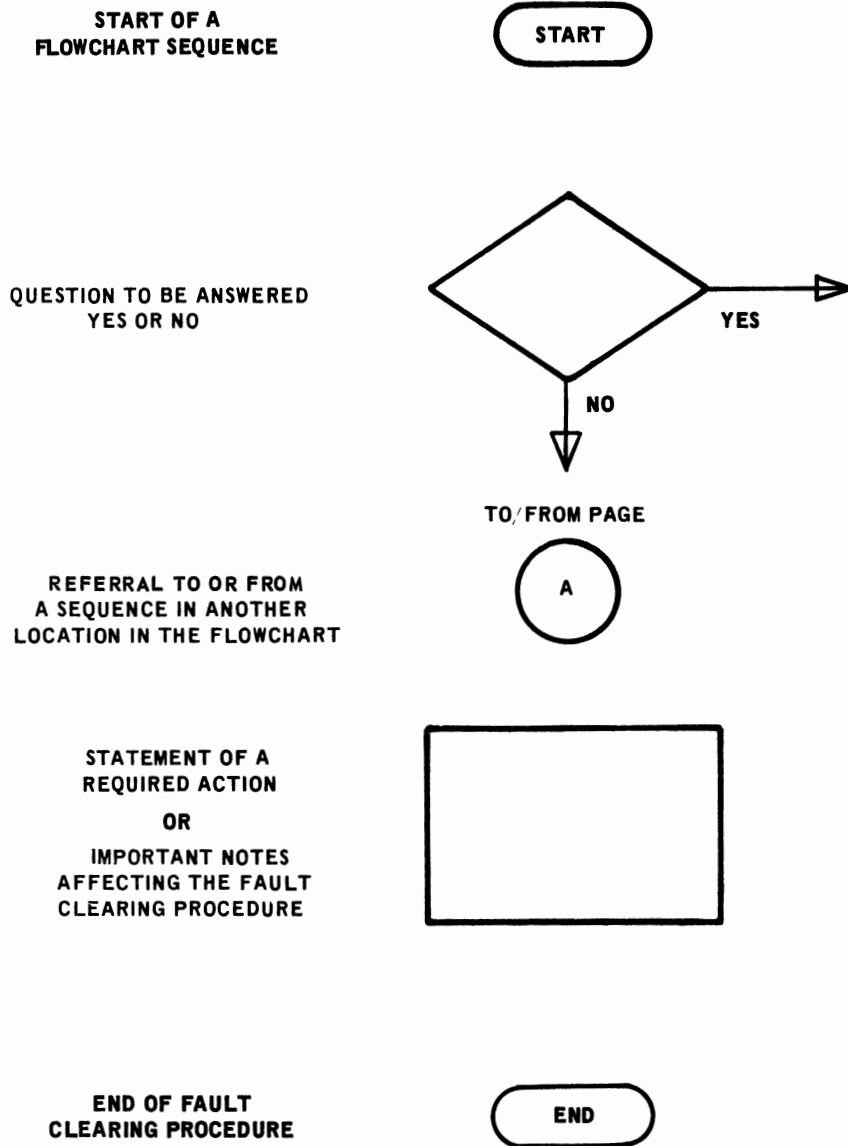 START OF A
FLOWCHART SEQUENCE
START
QUESTION TO BE ANSWERED
YES OR NO
YES
NO
TO/FROM PAGE
REFERRAL TO OR FROM
A SEQUENCE IN ANOTHER
LOCATION IN THE FLOWCHART
A
STATEMENT OF A
REQUIRED ACTION
OR
IMPORTANT NOTES
AFFECTING THE FAULT
CLEARING PROCEDURE
END OF FAULT
CLEARING PROCEDURE
END